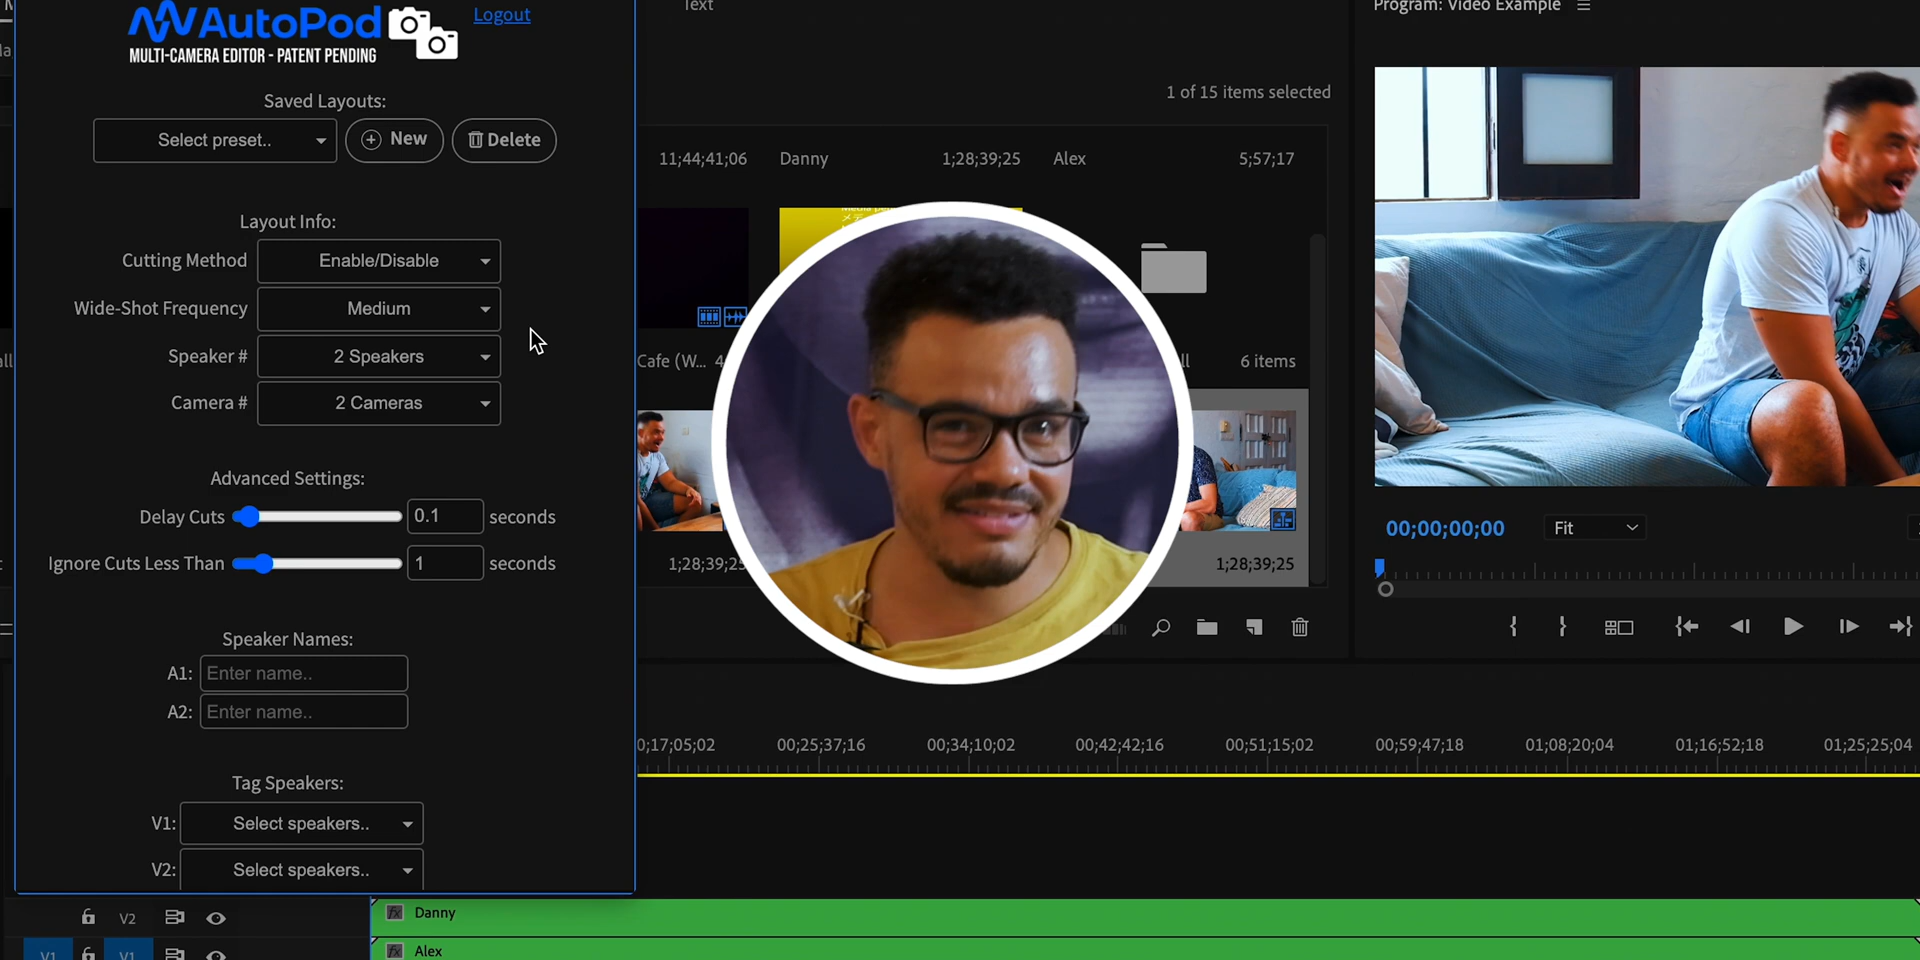 AutoPod
Logout
MULTI-CAMERA EDITOR - PATENT PENDING
Saved Layouts:
Select preset..
New
Delete
Layout Info:
Cutting Method
Enable/Disable
Wide-Shot Frequency
Medium
Speaker #
2 Speakers
Camera #
2 Cameras
Advanced Settings:
Delay Cuts
0.1
seconds
Ignore Cuts Less Than
1
seconds
Speaker Names:
A1:
Enter name..
A2:
Enter name..
Tag Speakers:
V1:
Select speakers..
V2:
Select speakers..
Text
1 of 15 items selected
11;44;41;06
Danny
1;28;39;25
Alex
5;57;17
Cafe (W... 4
6 items
1;28;39;25
1;28;39;25
Program: Video Example
00;00;00;00
Fit
0;17;05;02
00;25;37;16
00;34;10;02
00;42;42;16
00;51;15;02
00;59;47;18
01;08;20;04
01;16;52;18
01;25;25;04
V2
fx Danny
V1
V1
fx Alex